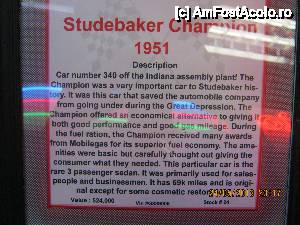 (c) AmFostAcolo.ro
Studebaker Champion
1951
Description
Car number 340 off the Indiana assembly plant! The
Champion was a very important car to Studebaker his-
tory. It was this car that saved the automobile company
from going under during the Great Depression. The
Champion offered an economical alternative to giving it
both good performance and good gas mileage. During
the fuel ration, the Champion received many awards
from Mobilegas for its superior fuel economy. The ame-
nities were basic but carefully thought out giving the
consumer what they needed. This particular car is the
rare 3 passenger sedan. It was primarily used for sales-
people and businessmen. It has 69k miles and is origi-
nal except for some cosmetic restor
Value : $24,000
Stock # 04